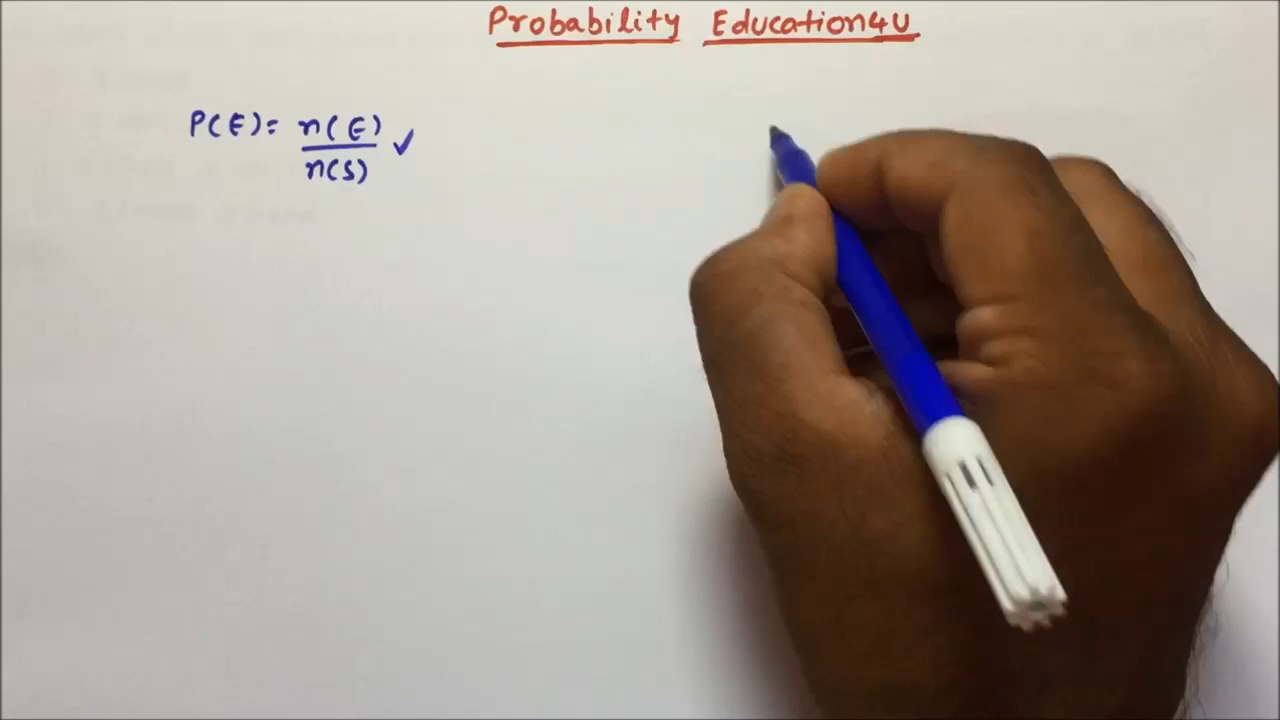 Probability Education4U
P(E) = n(E) ✓
n(S)